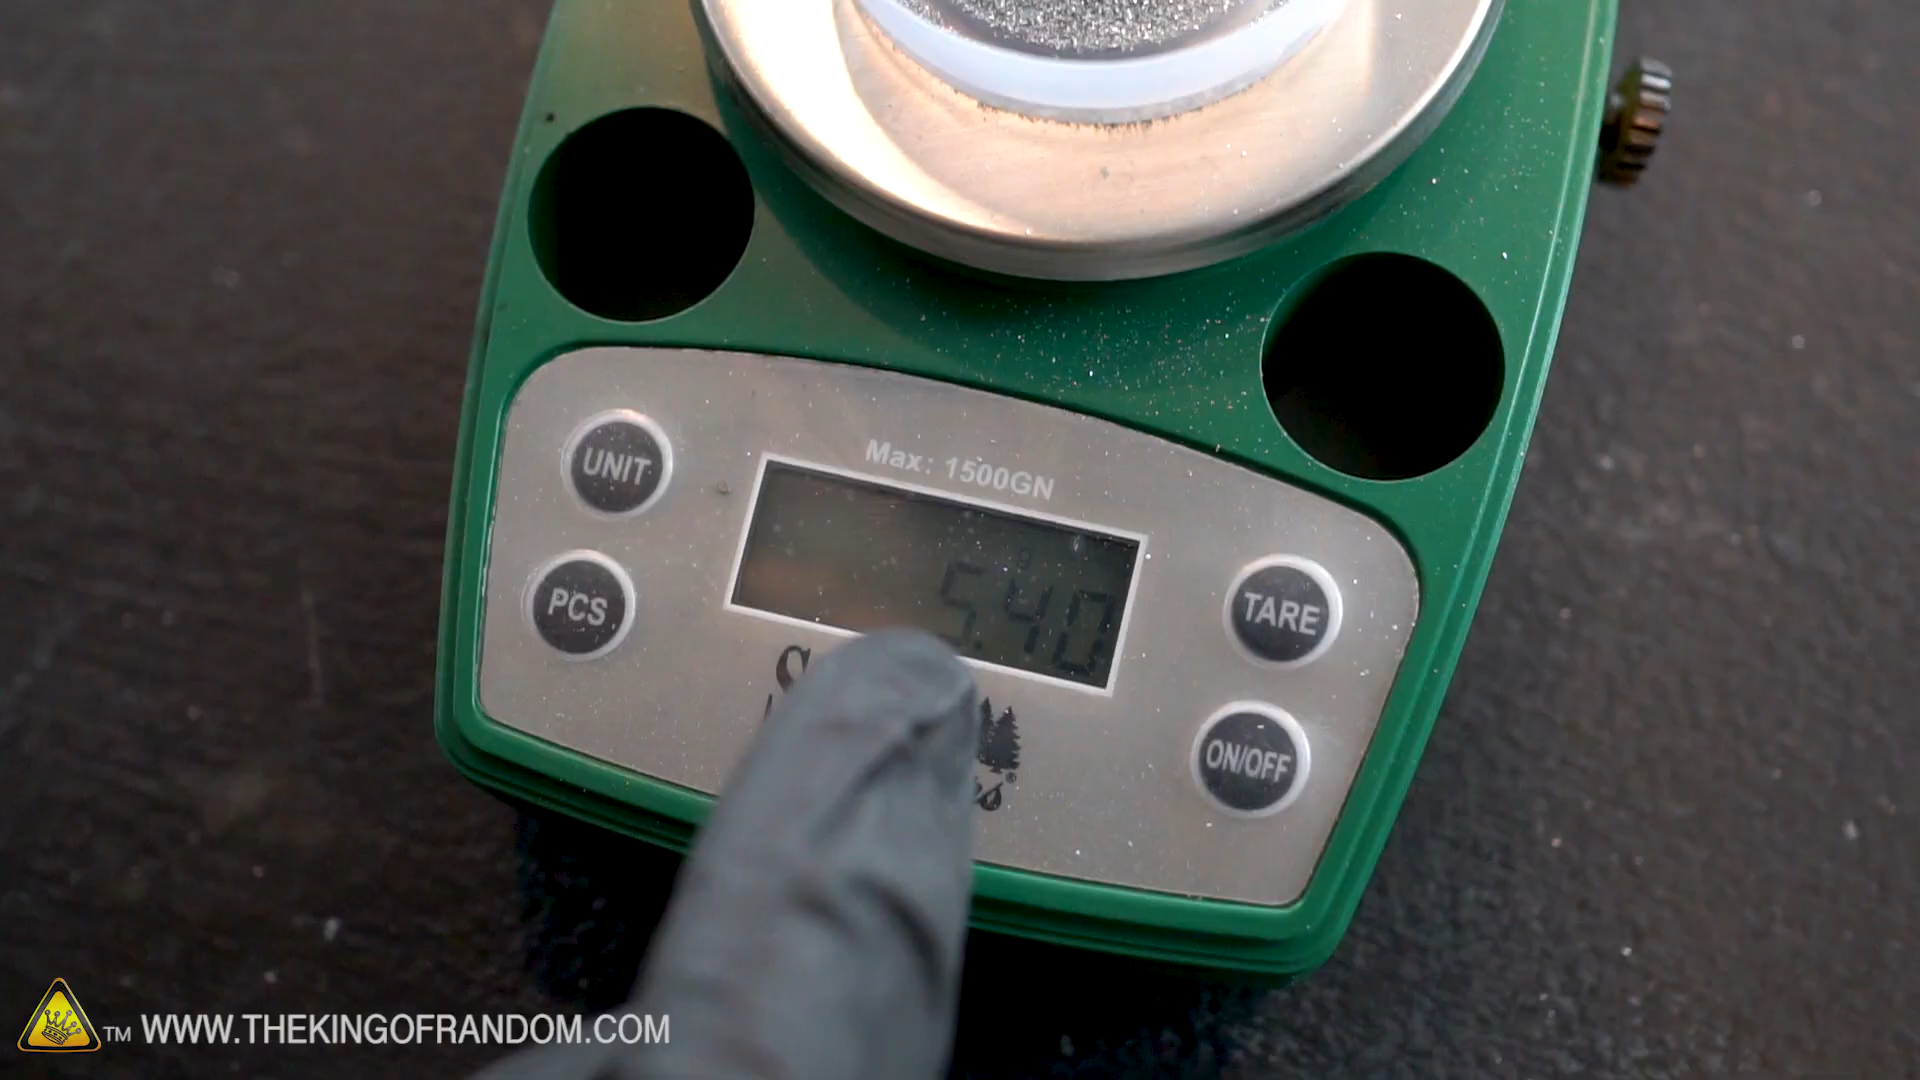 Max: 1500GN
UNIT
g
5.40
PCS
TARE
ON/OFF
™ WWW.THEKINGOFRANDOM.COM